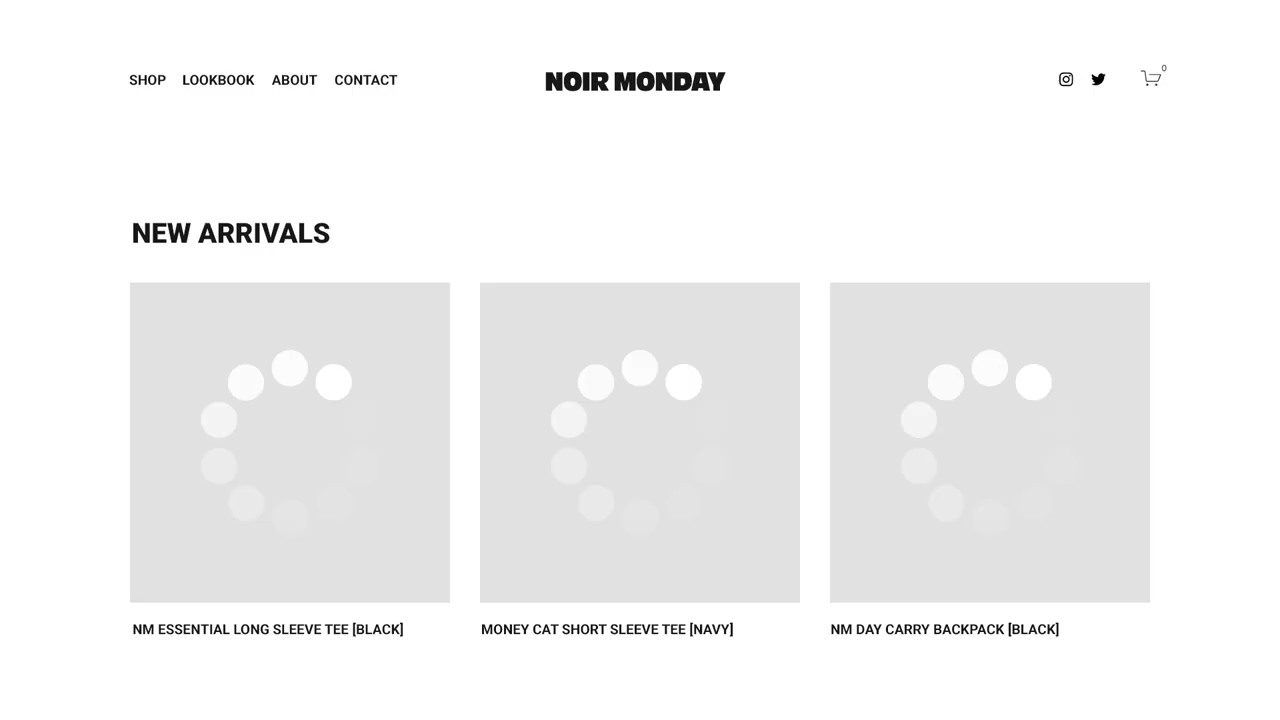 SHOP LOOKBOOK ABOUT CONTACT NOIR MONDAY 0
NEW ARRIVALS
NM ESSENTIAL LONG SLEEVE TEE [BLACK] MONEY CAT SHORT SLEEVE TEE [NAVY] NM DAY CARRY BACKPACK [BLACK]